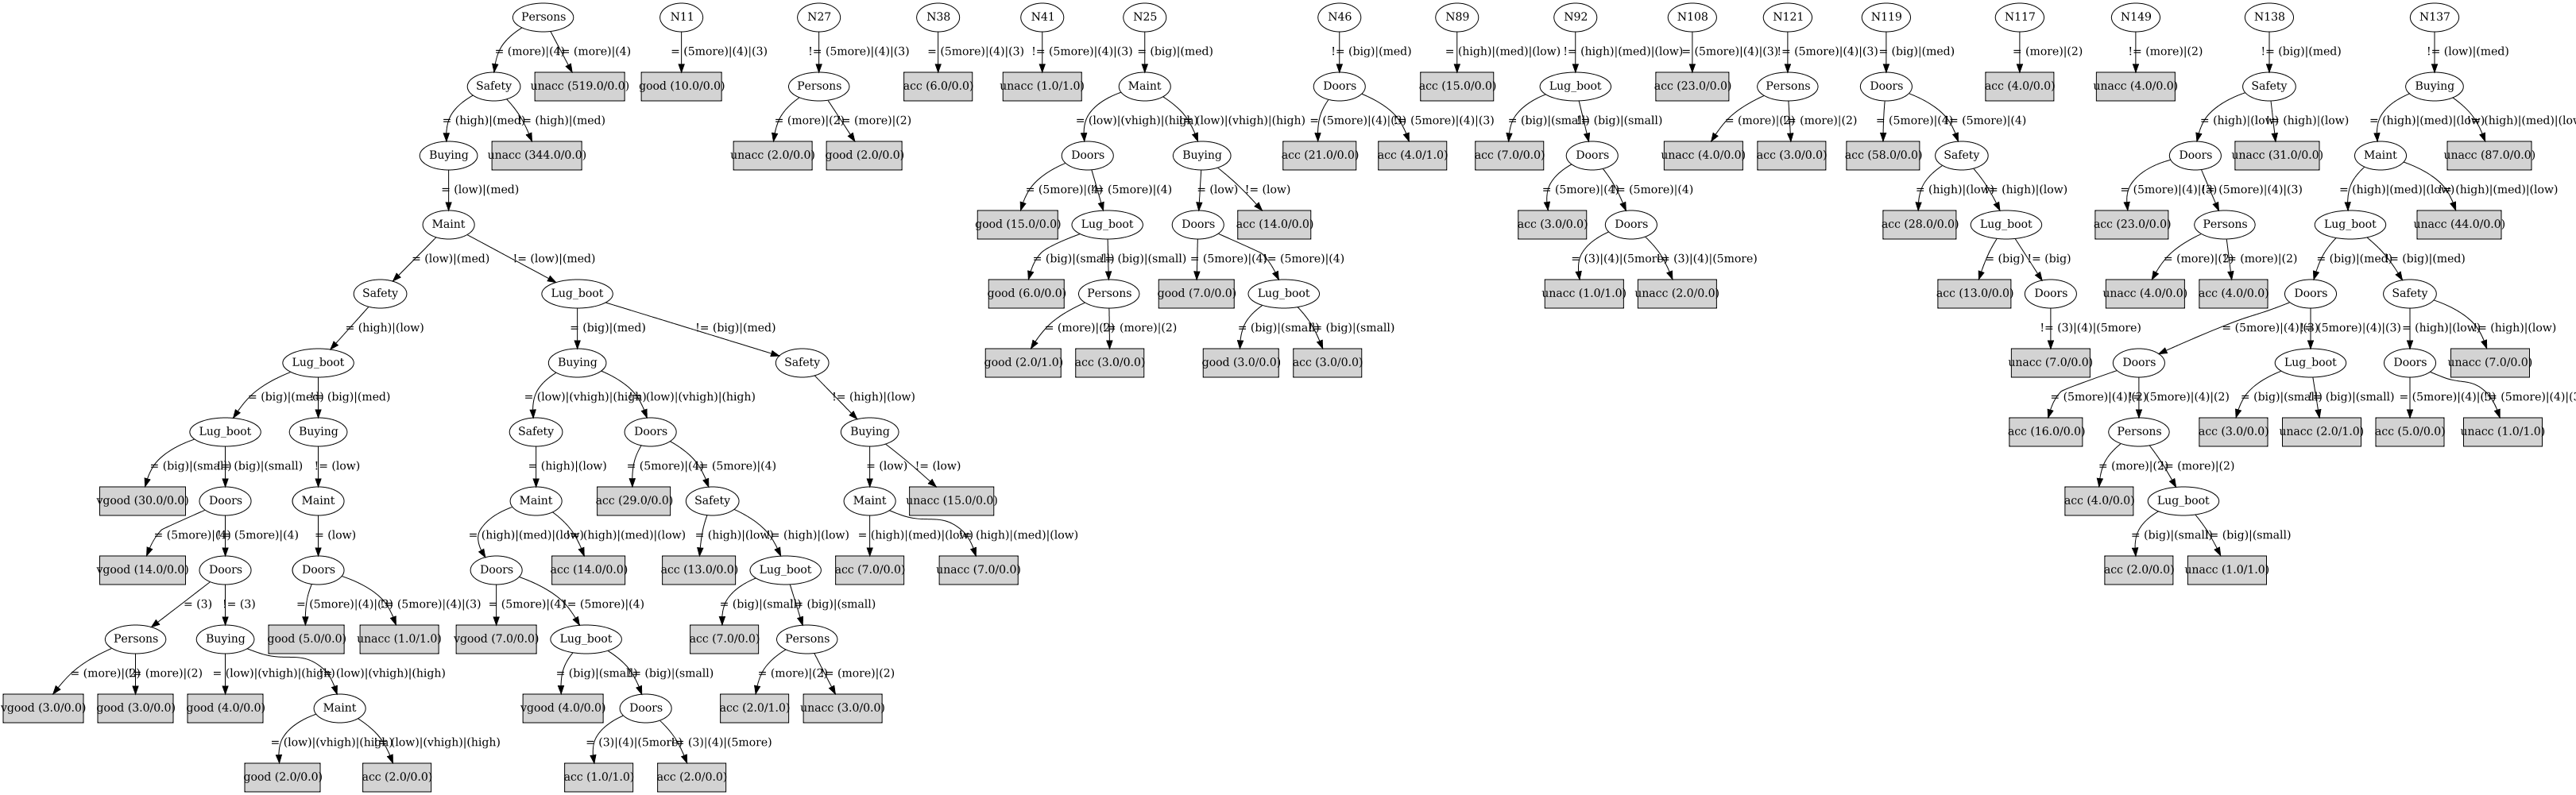 Persons N11 N27 N38 N41 N25 N46 N89 N92 N108 N121 N119 N117 N149 N138 N137
= (more)|(4) != (more)|(4) = (5more)|(4)|(3) != (5more)|(4)|(3) = (5more)|(4)|(3) != (5more)|(4)|(3) = (big)|(med) != (big)|(med) = (high)|(med)|(low) != (high)|(med)|(low) = (5more)|(4)|(3) != (5more)|(4)|(3) = (big)|(med) = (more)|(2) != (more)|(2) != (big)|(med) != (low)|(med)
Safety unacc (519.0/0.0) good (10.0/0.0) Persons acc (6.0/0.0) unacc (1.0/1.0) Maint Doors acc (15.0/0.0) Lug_boot acc (23.0/0.0) Persons Doors acc (4.0/0.0) unacc (4.0/0.0) Safety Buying
= (high)|(med) != (high)|(med) = (more)|(2) != (more)|(2) = (low)|(vhigh)|(high) != (low)|(vhigh)|(high) = (5more)|(4)|(3) != (5more)|(4)|(3) = (big)|(small) != (big)|(small) = (more)|(2) != (more)|(2) = (5more)|(4) != (5more)|(4) = (high)|(low) != (high)|(low) = (high)|(med)|(low) != (high)|(med)|(low)
Buying unacc (344.0/0.0) unacc (2.0/0.0) good (2.0/0.0) Doors Buying acc (21.0/0.0) acc (4.0/1.0) acc (7.0/0.0) Doors unacc (4.0/0.0) acc (3.0/0.0) acc (58.0/0.0) Safety Doors unacc (31.0/0.0) Maint unacc (87.0/0.0)
= (low)|(med) = (5more)|(4) != (5more)|(4) = (low) != (low) = (5more)|(4) != (5more)|(4) = (high)|(low) != (high)|(low) = (5more)|(4)|(3) != (5more)|(4)|(3) = (high)|(med)|(low) != (high)|(med)|(low)
Maint good (15.0/0.0) Lug_boot Doors acc (14.0/0.0) acc (3.0/0.0) Doors acc (28.0/0.0) Lug_boot acc (23.0/0.0) Persons Lug_boot unacc (44.0/0.0)
= (low)|(med) != (low)|(med) = (big)|(small) != (big)|(small) = (5more)|(4) != (5more)|(4) = (3)|(4)|(5more) != (3)|(4)|(5more) = (big) != (big) = (more)|(2) != (more)|(2) = (big)|(med) != (big)|(med)
Safety Lug_boot good (6.0/0.0) Persons good (7.0/0.0) Lug_boot unacc (1.0/1.0) unacc (2.0/0.0) acc (13.0/0.0) Doors unacc (4.0/0.0) acc (4.0/0.0) Doors Safety
= (high)|(low) = (big)|(med) != (big)|(med) = (more)|(2) != (more)|(2) = (big)|(small) != (big)|(small) != (3)|(4)|(5more) = (5more)|(4)|(3) != (5more)|(4)|(3) = (high)|(low) != (high)|(low)
Lug_boot Buying Safety good (2.0/1.0) acc (3.0/0.0) good (3.0/0.0) acc (3.0/0.0) unacc (7.0/0.0) Doors Lug_boot Doors unacc (7.0/0.0)
= (big)|(med) != (big)|(med) = (low)|(vhigh)|(high) != (low)|(vhigh)|(high) != (high)|(low) = (5more)|(4)|(2) != (5more)|(4)|(2) = (big)|(small) != (big)|(small) = (5more)|(4)|(3) != (5more)|(4)|(3)
Lug_boot Buying Safety Doors Buying acc (16.0/0.0) Persons acc (3.0/0.0) unacc (2.0/1.0) acc (5.0/0.0) unacc (1.0/1.0)
= (big)|(small) != (big)|(small) != (low) = (high)|(low) = (5more)|(4) != (5more)|(4) = (low) != (low) = (more)|(2) != (more)|(2)
vgood (30.0/0.0) Doors Maint Maint acc (29.0/0.0) Safety Maint unacc (15.0/0.0) acc (4.0/0.0) Lug_boot
= (5more)|(4) != (5more)|(4) = (low) = (high)|(med)|(low) != (high)|(med)|(low) = (high)|(low) != (high)|(low) = (high)|(med)|(low) != (high)|(med)|(low) = (big)|(small) != (big)|(small)
vgood (14.0/0.0) Doors Doors Doors acc (14.0/0.0) acc (13.0/0.0) Lug_boot acc (7.0/0.0) unacc (7.0/0.0) acc (2.0/0.0) unacc (1.0/1.0)
= (3) != (3) = (5more)|(4)|(3) != (5more)|(4)|(3) = (5more)|(4) != (5more)|(4) = (big)|(small) != (big)|(small)
Persons Buying good (5.0/0.0) unacc (1.0/1.0) vgood (7.0/0.0) Lug_boot acc (7.0/0.0) Persons
= (more)|(2) != (more)|(2) = (low)|(vhigh)|(high) != (low)|(vhigh)|(high) = (big)|(small) != (big)|(small) = (more)|(2) != (more)|(2)
vgood (3.0/0.0) good (3.0/0.0) good (4.0/0.0) Maint vgood (4.0/0.0) Doors acc (2.0/1.0) unacc (3.0/0.0)
= (low)|(vhigh)|(high) != (low)|(vhigh)|(high) = (3)|(4)|(5more) != (3)|(4)|(5more)
good (2.0/0.0) acc (2.0/0.0) acc (1.0/1.0) acc (2.0/0.0)